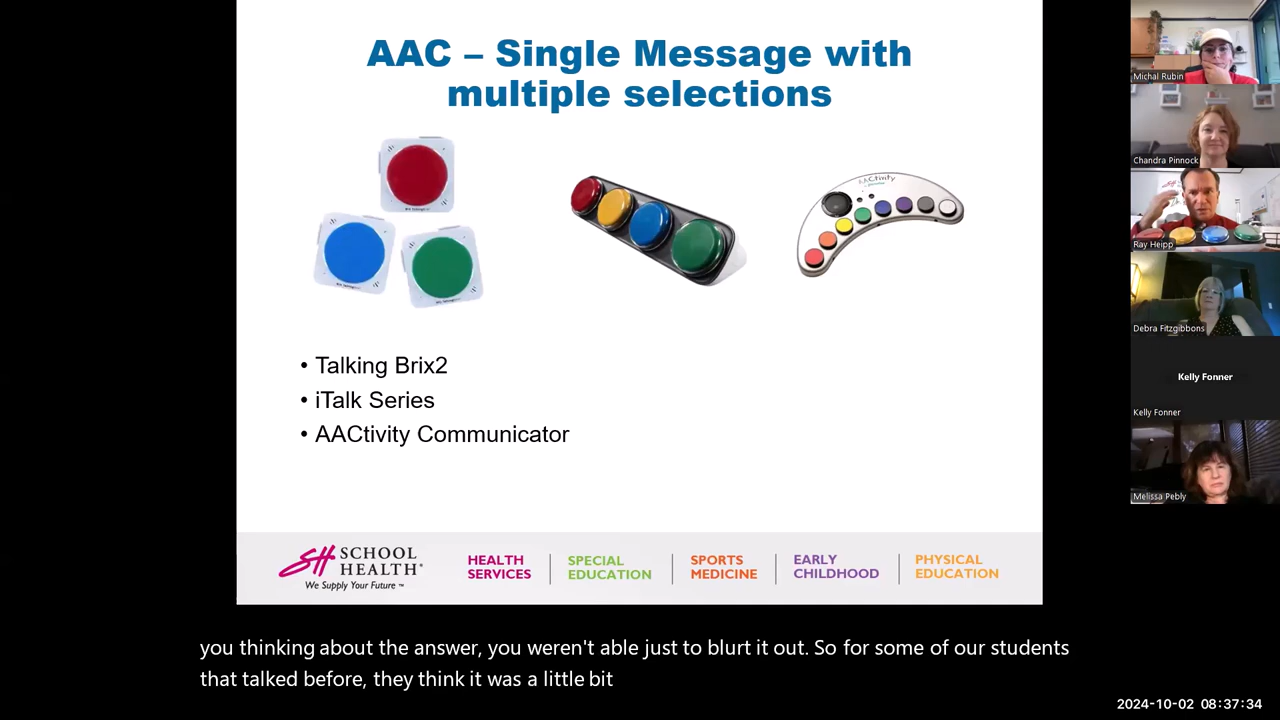 AAC – Single Message with
multiple selections
• Talking Brix2
• iTalk Series
• AACtivity Communicator
SH SCHOOL
HEALTH
We Supply Your Future ™
HEALTH
SERVICES
SPECIAL
EDUCATION
SPORTS
MEDICINE
EARLY
CHILDHOOD
PHYSICAL
EDUCATION
Michal Rubin
Chandra Pinnock
Ray Heipp
Debra Fitzgibbons
Kelly Fonner
Kelly Fonner
Melissa Pebly
you thinking about the answer, you weren't able just to blurt it out. So for some of our students
that talked before, they think it was a little bit
2024-10-02 08:37:34